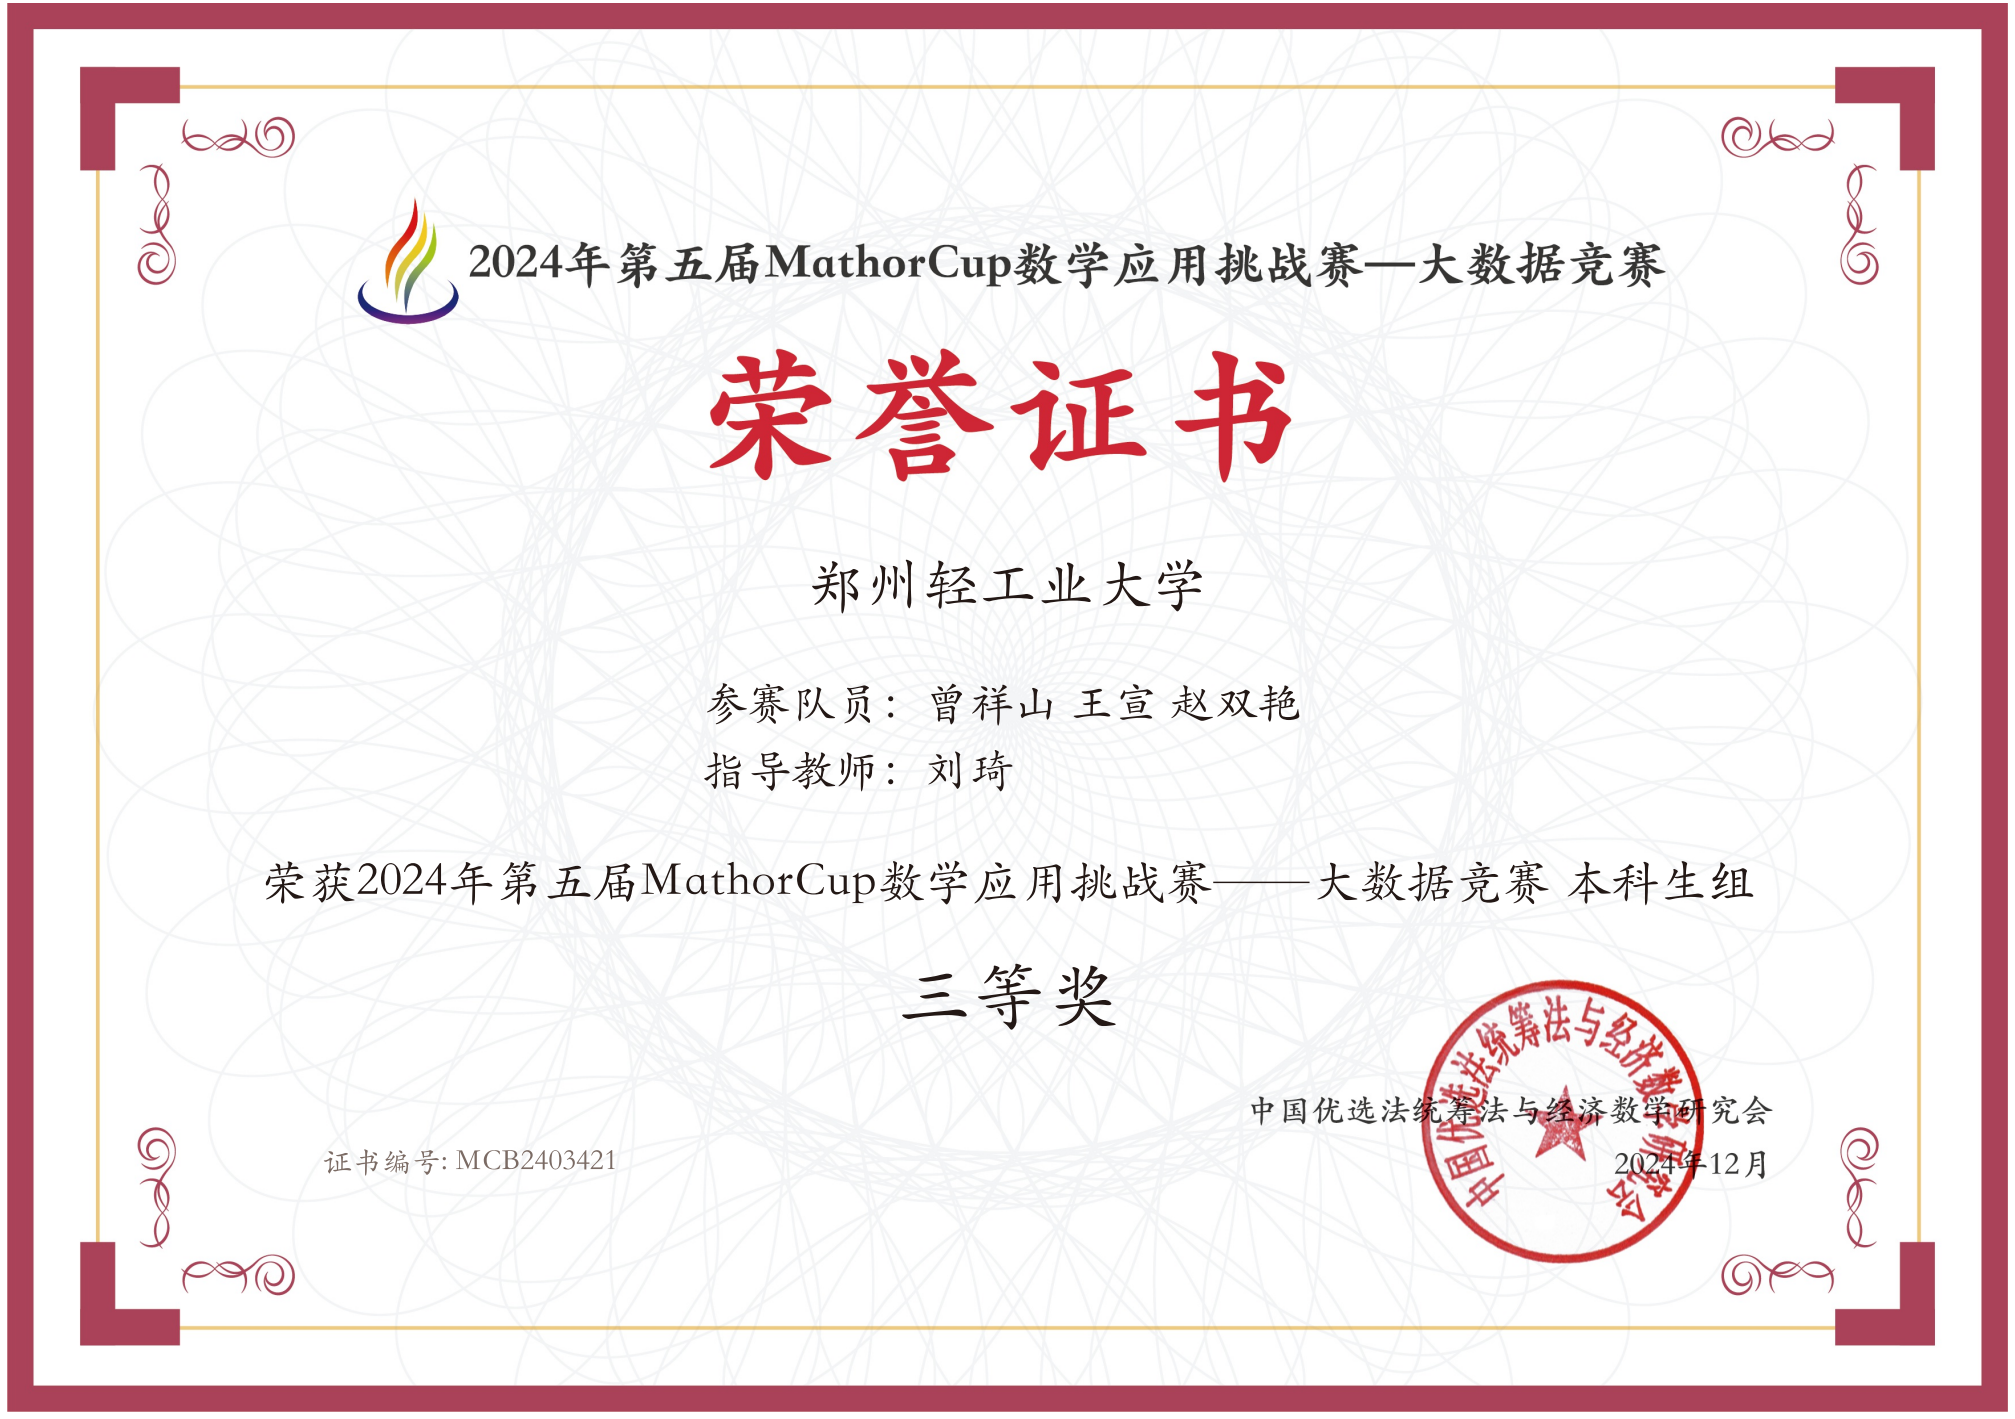 2024年第五届MathorCup数学应用挑战赛—大数据竞赛
荣誉证书
郑州轻工业大学
参赛队员：曾祥山 王宣 赵双艳
指导教师：刘琦
荣获2024年第五届MathorCup数学应用挑战赛——大数据竞赛 本科生组
三等奖
中国优选法统筹法与经济数学研究会
中国优选法统筹法与经济数学研究会
证书编号: MCB2403421
2024年12月